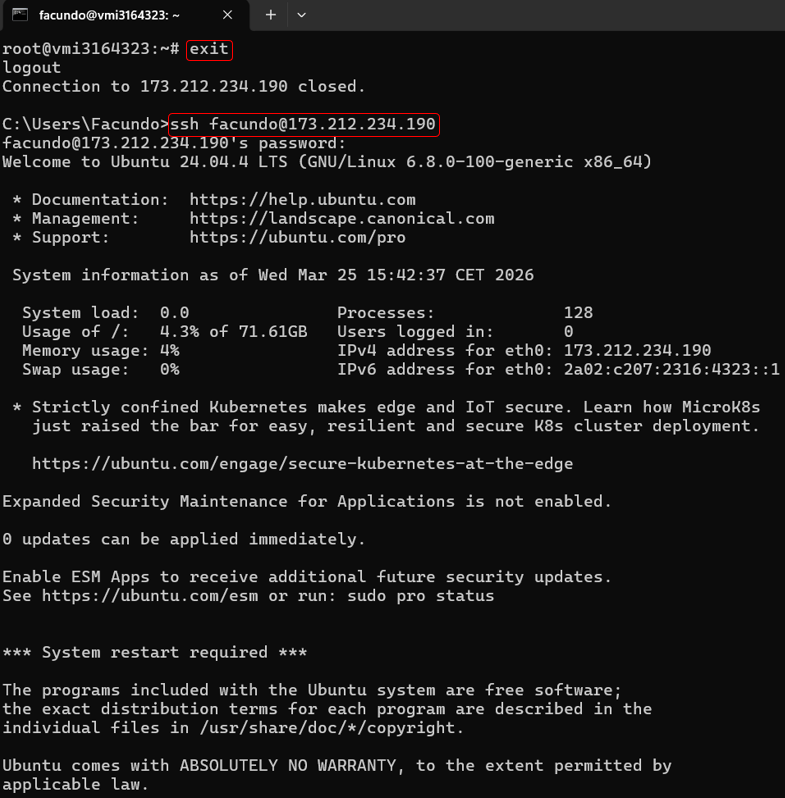 facundo@vmi3164323: ~
root@vmi3164323:~# exit
logout
Connection to 173.212.234.190 closed.
C:\Users\Facundo>ssh facundo@173.212.234.190
facundo@173.212.234.190's password:
Welcome to Ubuntu 24.04.4 LTS (GNU/Linux 6.8.0-100-generic x86_64)
* Documentation:  https://help.ubuntu.com
* Management:     https://landscape.canonical.com
* Support:        https://ubuntu.com/pro
System information as of Wed Mar 25 15:42:37 CET 2026
System load:  0.0               Processes:             128
Usage of /:   4.3% of 71.61GB   Users logged in:       0
Memory usage: 4%                IPv4 address for eth0: 173.212.234.190
Swap usage:   0%                IPv6 address for eth0: 2a02:c207:2316:4323::1
* Strictly confined Kubernetes makes edge and IoT secure. Learn how MicroK8s
just raised the bar for easy, resilient and secure K8s cluster deployment.
https://ubuntu.com/engage/secure-kubernetes-at-the-edge
Expanded Security Maintenance for Applications is not enabled.
0 updates can be applied immediately.
Enable ESM Apps to receive additional future security updates.
See https://ubuntu.com/esm or run: sudo pro status
*** System restart required ***
The programs included with the Ubuntu system are free software;
the exact distribution terms for each program are described in the
individual files in /usr/share/doc/*/copyright.
Ubuntu comes with ABSOLUTELY NO WARRANTY, to the extent permitted by
applicable law.